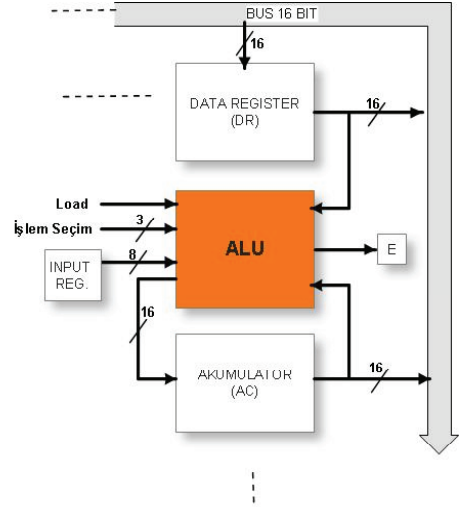 BUS 16 BIT
16
DATA REGISTER
(DR)
16
Load
İşlem Seçim
3
ALU
E
INPUT
REG.
8
16
AKUMULATOR
(AC)
16